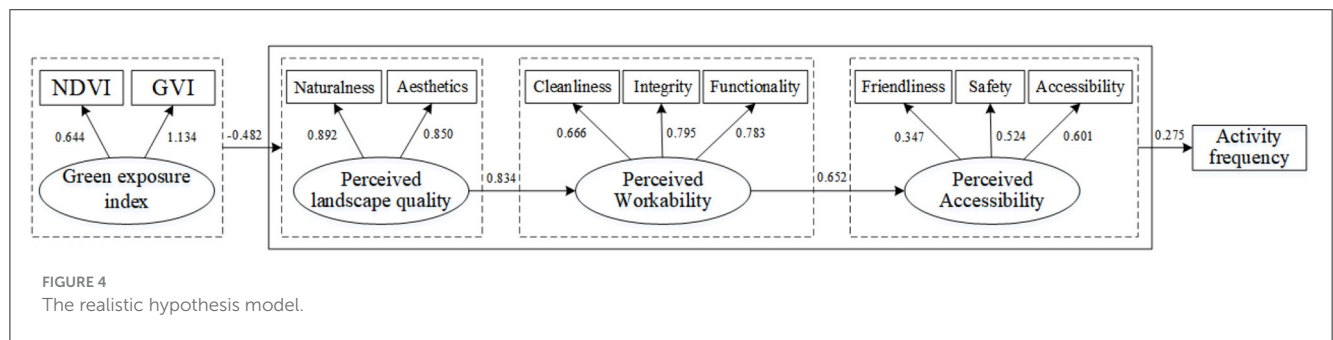 NDVI GVI
Naturalness Aesthetics
Cleanliness Integrity Functionality
Friendliness Safety Accessibility
0.644 1.134 -0.482
0.892 0.850
0.666 0.795 0.783
0.347 0.524 0.601
0.275
Activity
frequency
Green exposure
index
Perceived
landscape quality
0.834
Perceived
Workability
0.652
Perceived
Accessibility
FIGURE 4
The realistic hypothesis model.